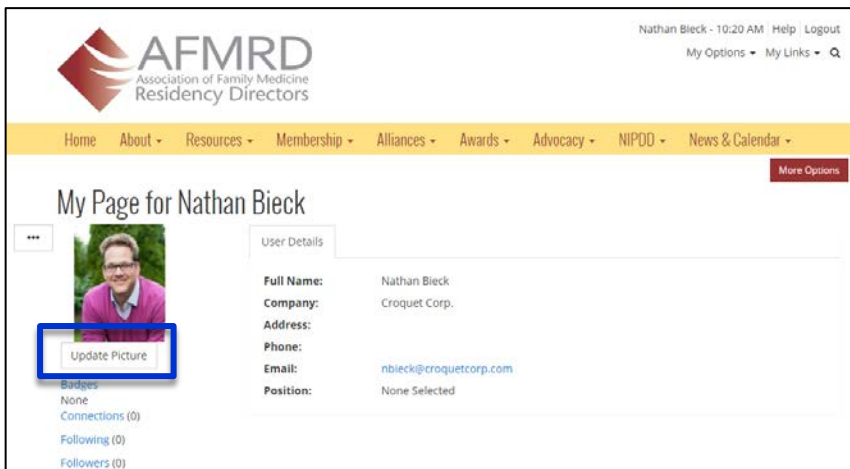 Nathan Bieck - 10:20 AM Help Logout
My Options My Links
AFMRD
Association of Family Medicine
Residency Directors
Home About Resources Membership Alliances Awards Advocacy NIPDD News & Calendar
More Options
My Page for Nathan Bieck
•••
User Details
Full Name: Nathan Bieck
Company: Croquet Corp.
Address:
Phone:
Email: nbieck@croquetcorp.com
Position: None Selected
Update Picture
Badges
None
Connections (0)
Following (0)
Followers (0)